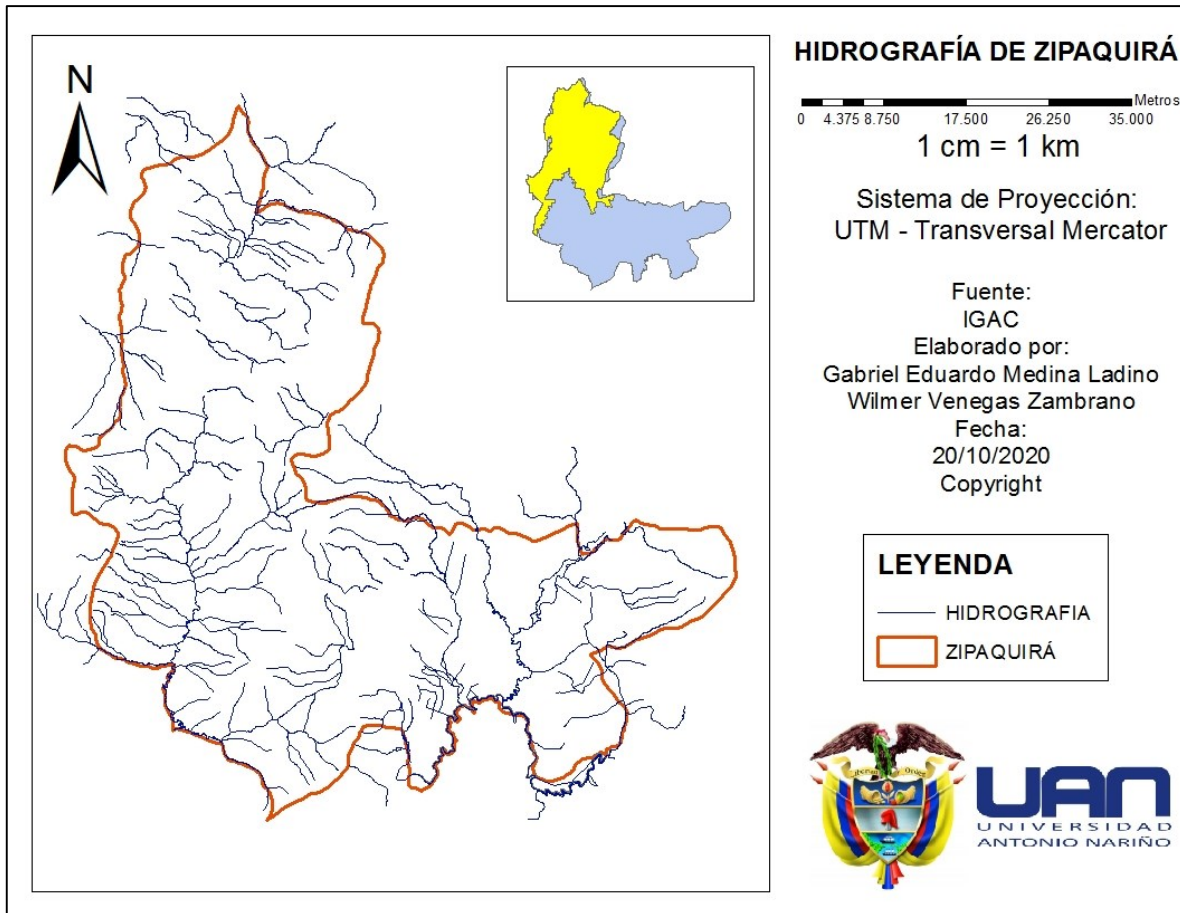 N
HIDROGRAFÍA DE ZIPAQUIRÁ
Metros
0 4.375 8.750 17.500 26.250 35.000
1 cm = 1 km
Sistema de Proyección:
UTM - Transversal Mercator
Fuente:
IGAC
Elaborado por:
Gabriel Eduardo Medina Ladino
Wilmer Venegas Zambrano
Fecha:
20/10/2020
Copyright
LEYENDA
HIDROGRAFIA
ZIPAQUIRÁ
UAN
UNIVERSIDAD
ANTONIO NARIÑO